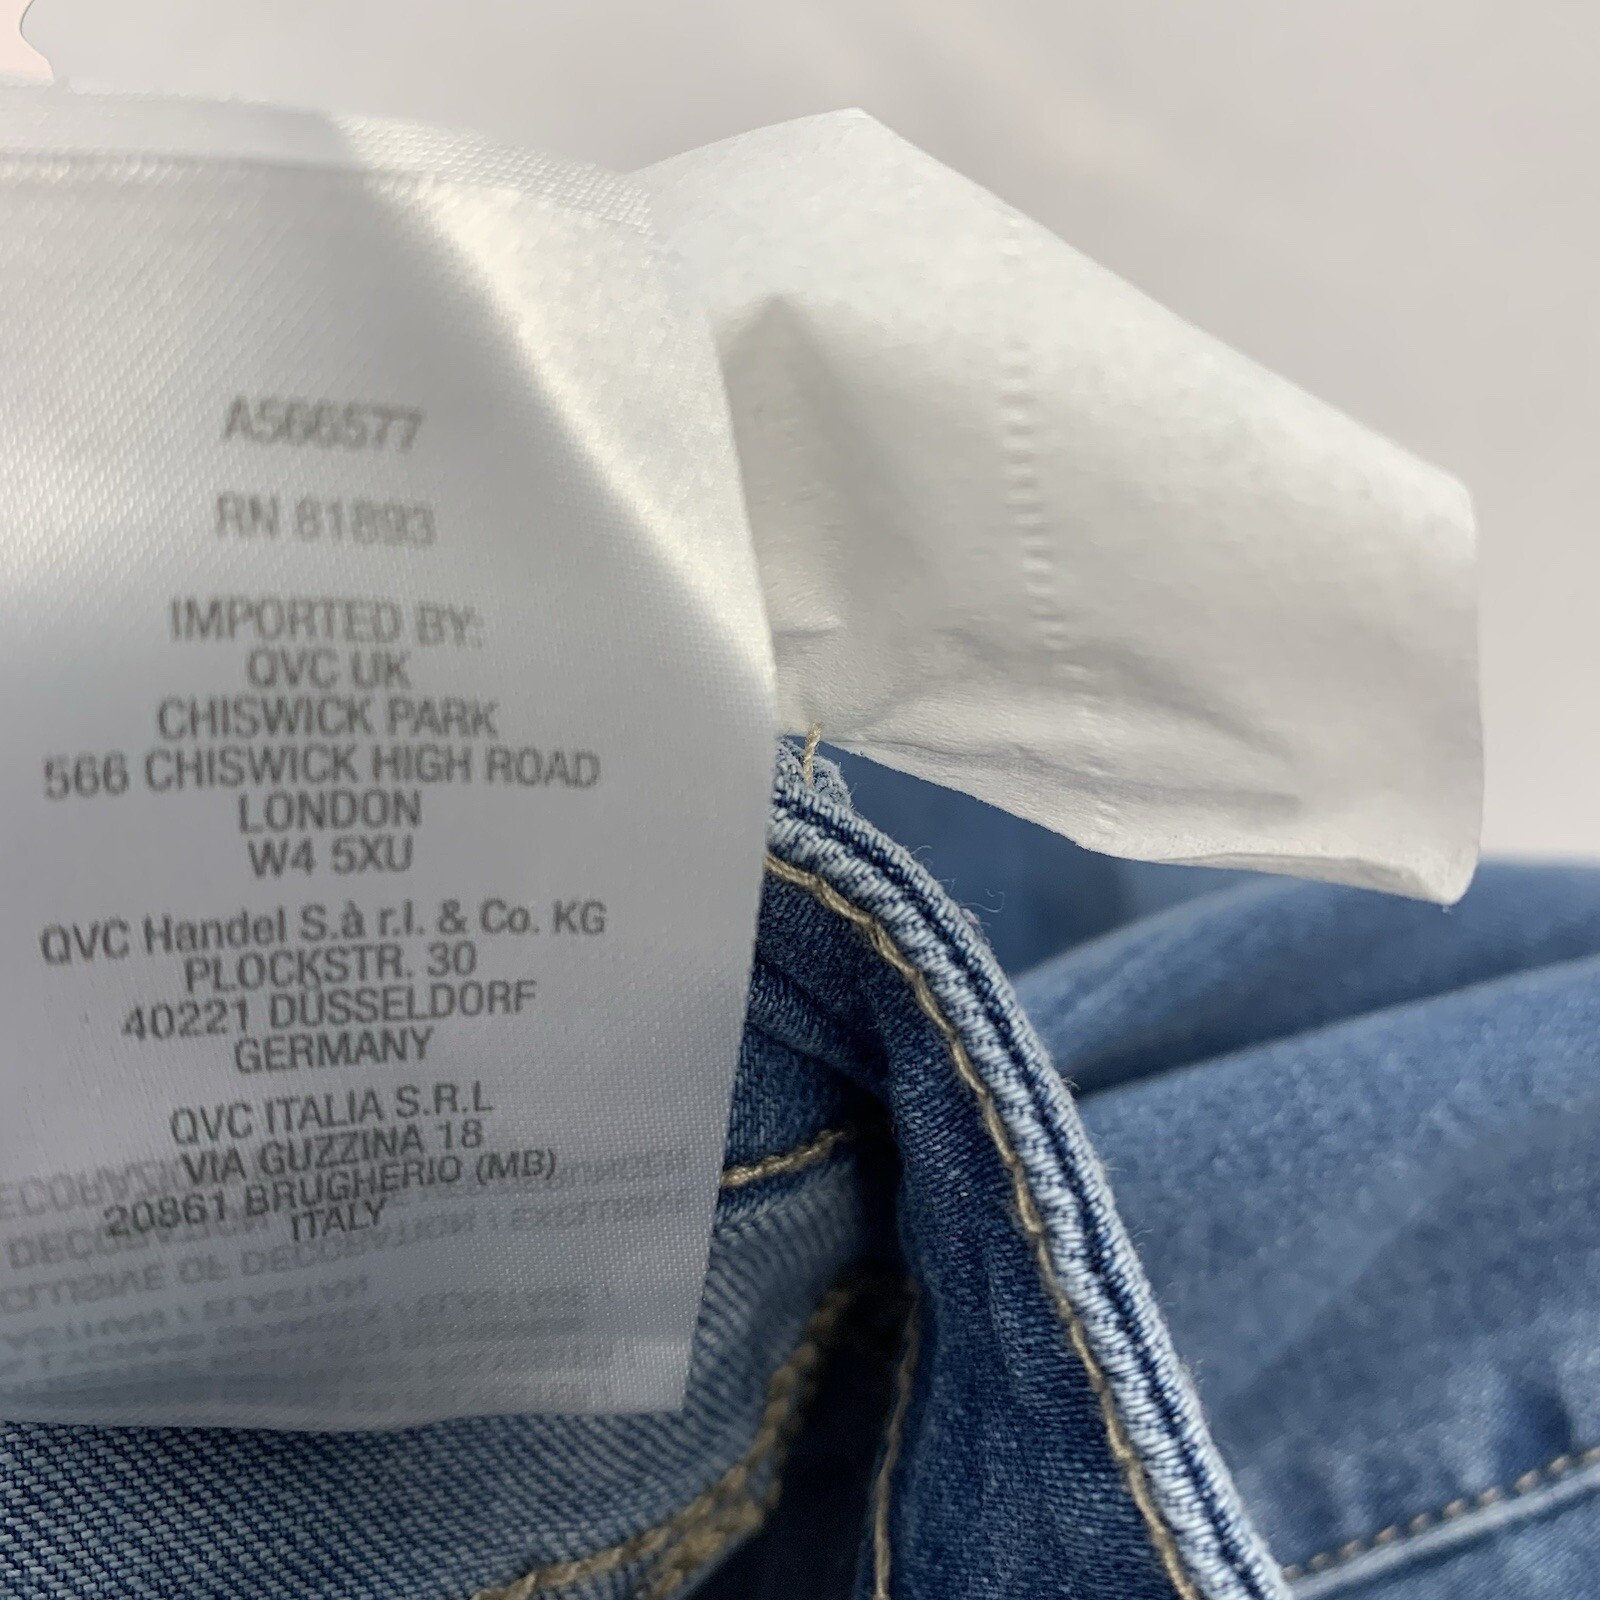 A566577
RN 81893
IMPORTED BY:
QVC UK
CHISWICK PARK
566 CHISWICK HIGH ROAD
LONDON
W4 5XU
QVC Handel S.à r.l. & Co. KG
PLOCKSTR. 30
40221 DÜSSELDORF
GERMANY
QVC ITALIA S.R.L
VIA GUZZINA 18
20861 BRUGHERIO (MB)
ITALY